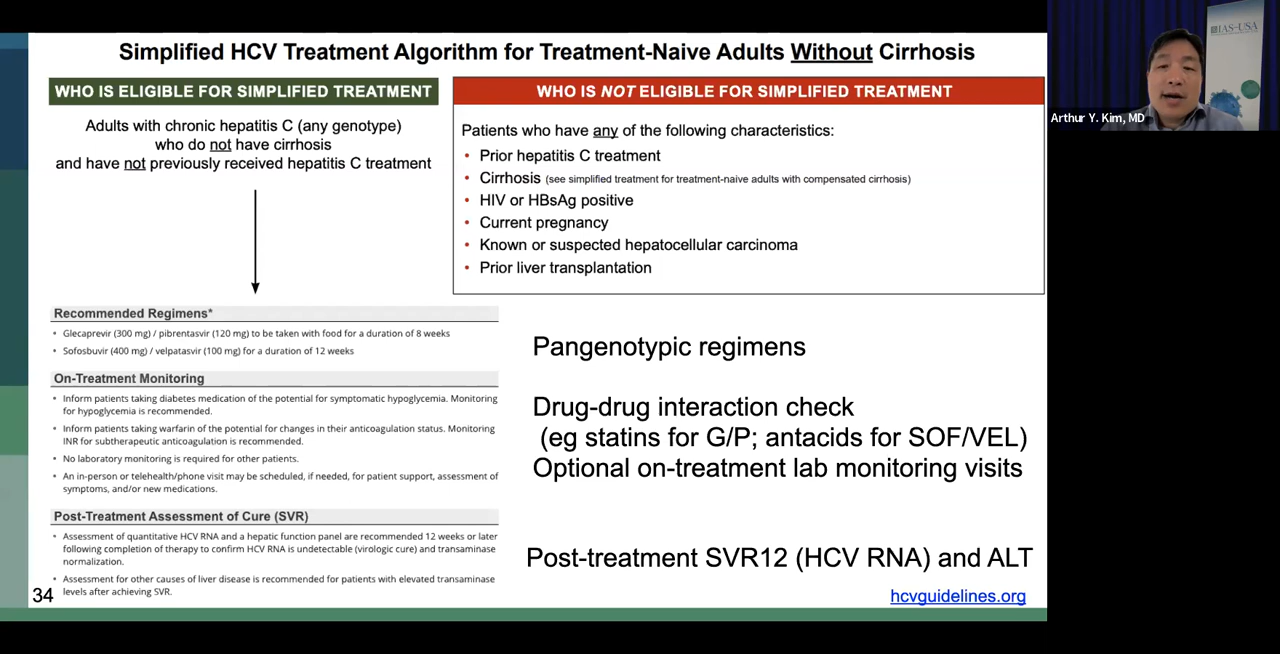 Simplified HCV Treatment Algorithm for Treatment-Naive Adults Without Cirrhosis
WHO IS ELIGIBLE FOR SIMPLIFIED TREATMENT
Adults with chronic hepatitis C (any genotype)
who do not have cirrhosis
and have not previously received hepatitis C treatment
WHO IS NOT ELIGIBLE FOR SIMPLIFIED TREATMENT
Patients who have any of the following characteristics:
• Prior hepatitis C treatment
• Cirrhosis (see simplified treatment for treatment-naive adults with compensated cirrhosis)
• HIV or HBsAg positive
• Current pregnancy
• Known or suspected hepatocellular carcinoma
• Prior liver transplantation
Recommended Regimens*
• Glecaprevir (300 mg) / pibrentasvir (120 mg) to be taken with food for a duration of 8 weeks
• Sofosbuvir (400 mg) / velpatasvir (100 mg) for a duration of 12 weeks
On-Treatment Monitoring
• Inform patients taking diabetes medication of the potential for symptomatic hypoglycemia. Monitoring
for hypoglycemia is recommended.
• Inform patients taking warfarin of the potential for changes in their anticoagulation status. Monitoring
INR for subtherapeutic anticoagulation is recommended.
• No laboratory monitoring is required for other patients.
• An in-person or telehealth/phone visit may be scheduled, if needed, for patient support, assessment of
symptoms, and/or new medications.
Post-Treatment Assessment of Cure (SVR)
• Assessment of quantitative HCV RNA and a hepatic function panel are recommended 12 weeks or later
following completion of therapy to confirm HCV RNA is undetectable (virologic cure) and transaminase
normalization.
• Assessment for other causes of liver disease is recommended for patients with elevated transaminase
levels after achieving SVR.
34
Pangenotypic regimens
Drug-drug interaction check
(eg statins for G/P; antacids for SOF/VEL)
Optional on-treatment lab monitoring visits
Post-treatment SVR12 (HCV RNA) and ALT
hcvguidelines.org
IAS–USA
Arthur Y. Kim, MD